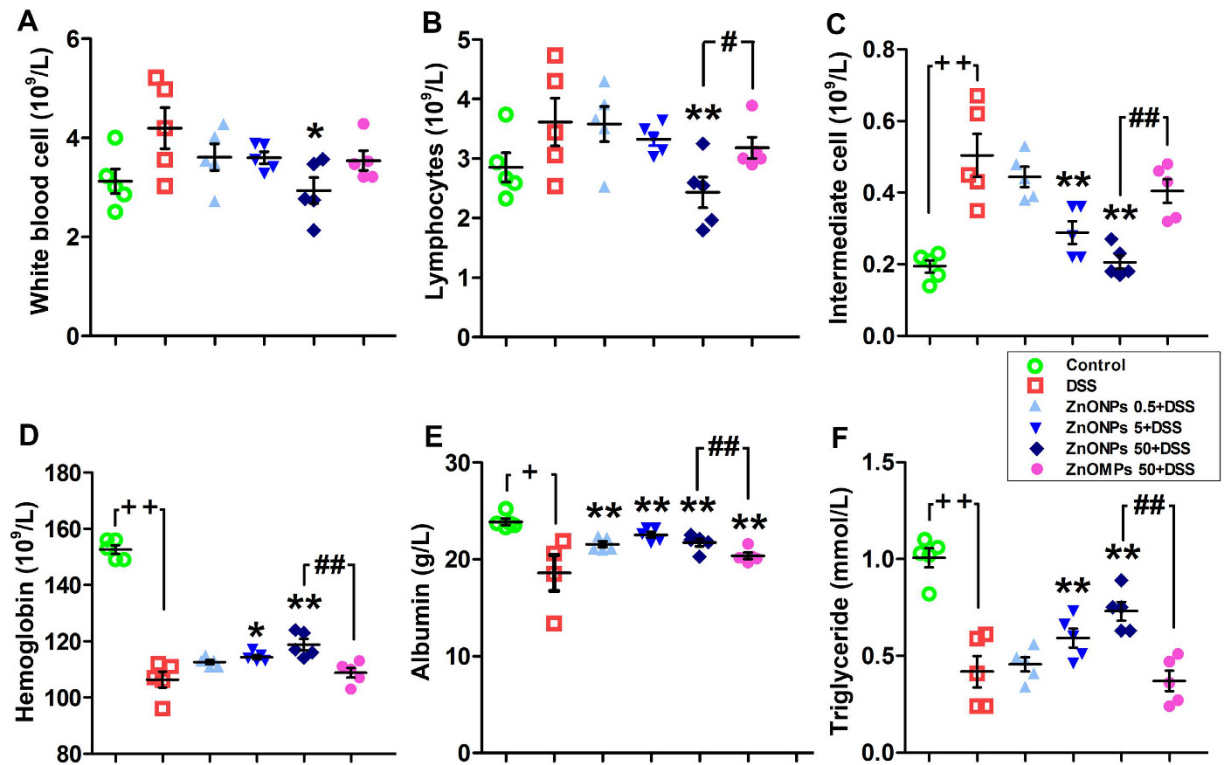 A
White blood cell (10⁹/L)
6
4
2
0
*
B
Lymphocytes (10⁹/L)
5
4
3
2
1
0
**
#
C
Intermediate cell (10⁹/L)
0.8
0.6
0.4
0.2
0.0
++
**
**
##
Control
DSS
ZnONPs 0.5+DSS
ZnONPs 5+DSS
ZnONPs 50+DSS
ZnOMPs 50+DSS
D
Hemoglobin (10⁹/L)
180
160
140
120
100
80
++
*
**
##
E
Albumin (g/L)
30
20
10
0
+
**
**
**
##
**
F
Triglyceride (mmol/L)
1.5
1.0
0.5
0.0
++
**
**
##